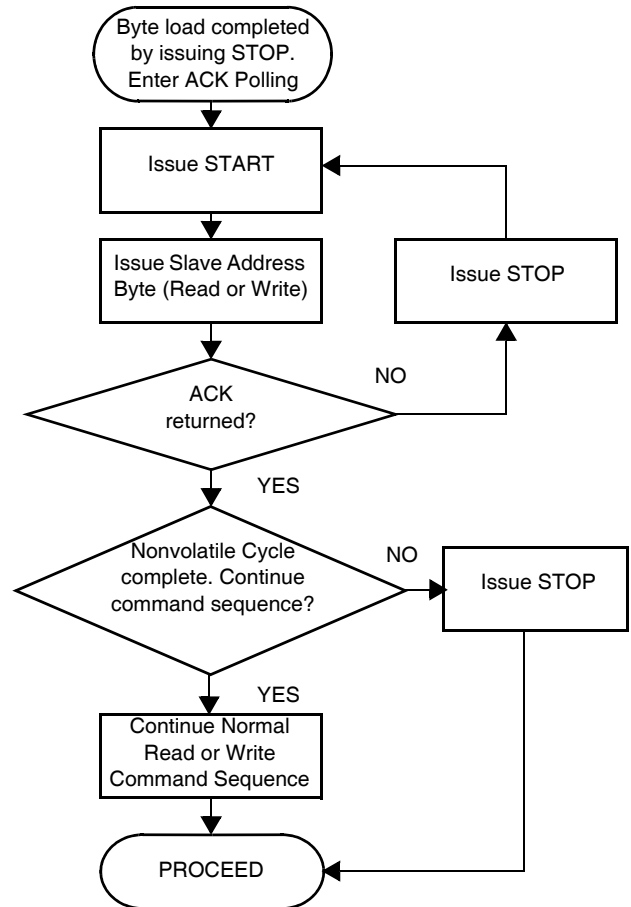 Byte load completed
by issuing STOP.
Enter ACK Polling
Issue START
Issue Slave Address
Byte (Read or Write)
Issue STOP
NO
ACK
returned?
YES
Nonvolatile Cycle
complete. Continue
command sequence?
NO
Issue STOP
YES
Continue Normal
Read or Write
Command Sequence
PROCEED